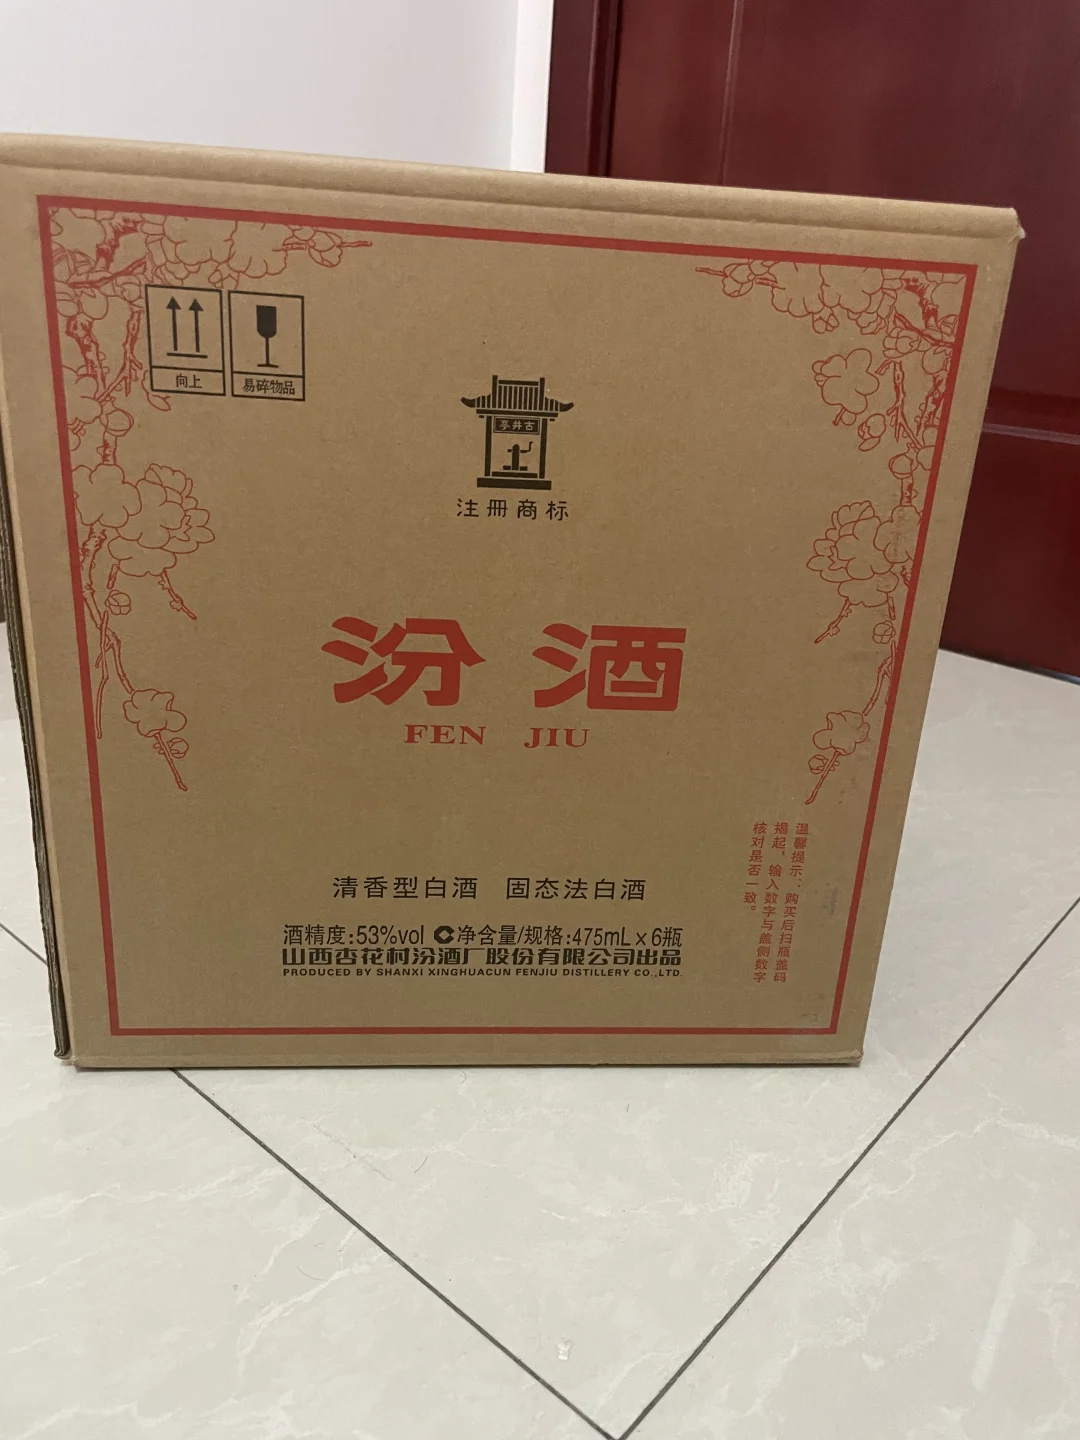 向上
易碎物品
亭井古
注册商标
汾酒
FEN JIU
清香型白酒 固态法白酒
酒精度:53%vol C净含量/规格:475mL×6瓶
山西杏花村汾酒厂股份有限公司出品
PRODUCED BY SHANXI XINGHUACUN FENJIU DISTILLERY CO.,LTD.
温馨提示：购买后扫瓶盖码
揭起，输入数字与盖侧数字
核对是否一致。